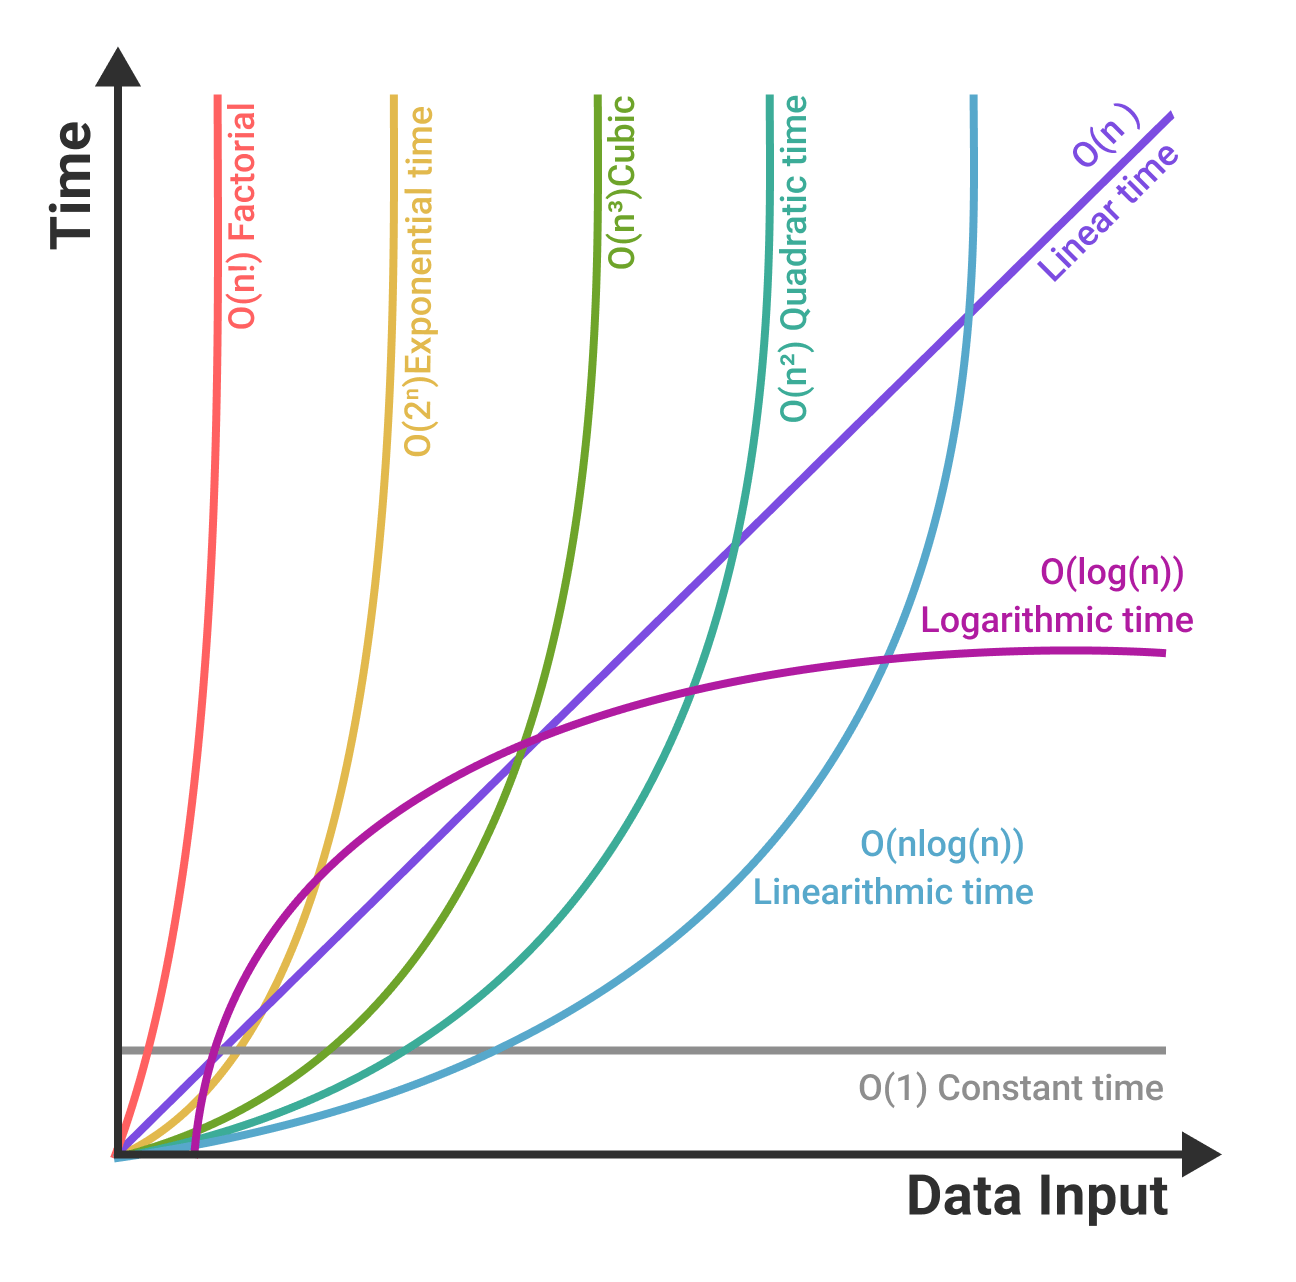 Time
O(n!) Factorial
O(2ⁿ)Exponential time
O(n³)Cubic
O(n²) Quadratic time
O(n )
Linear time
O(log(n))
Logarithmic time
O(nlog(n))
Linearithmic time
O(1) Constant time
Data Input